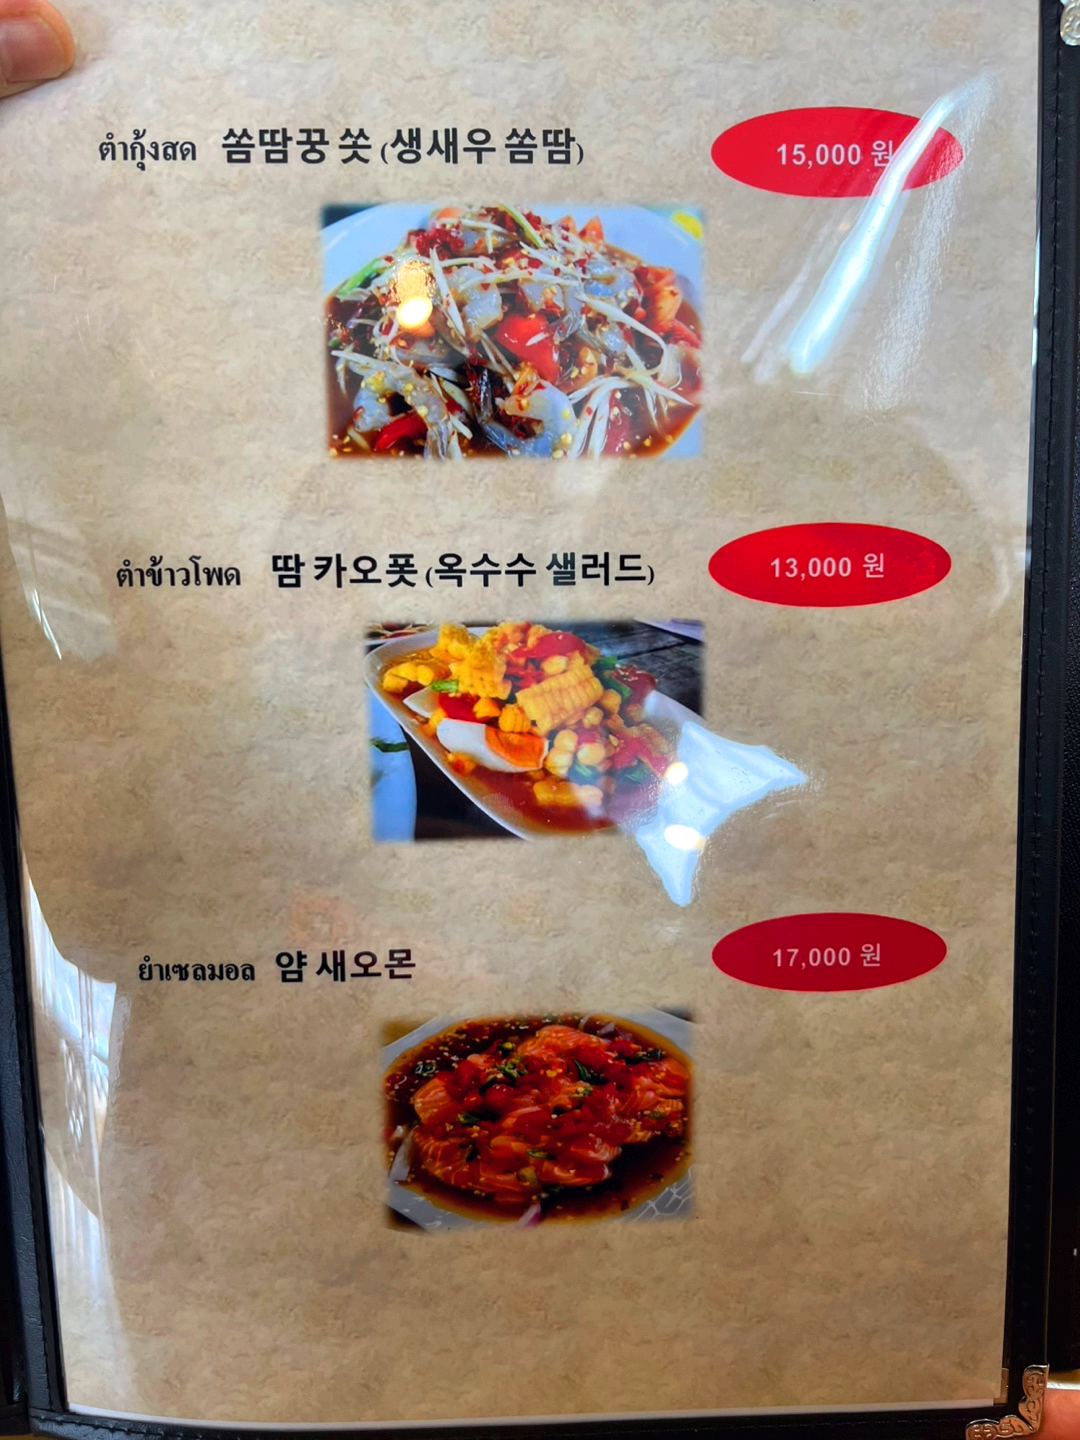 ตำกุ้งสด 쏨땀꿍 쏫 (생새우 쏨땀) 15,000 원
ตำข้าวโพด 땀 카오폿 (옥수수 샐러드) 13,000 원
ยำเซลมอล 얌 새오몬 17,000 원